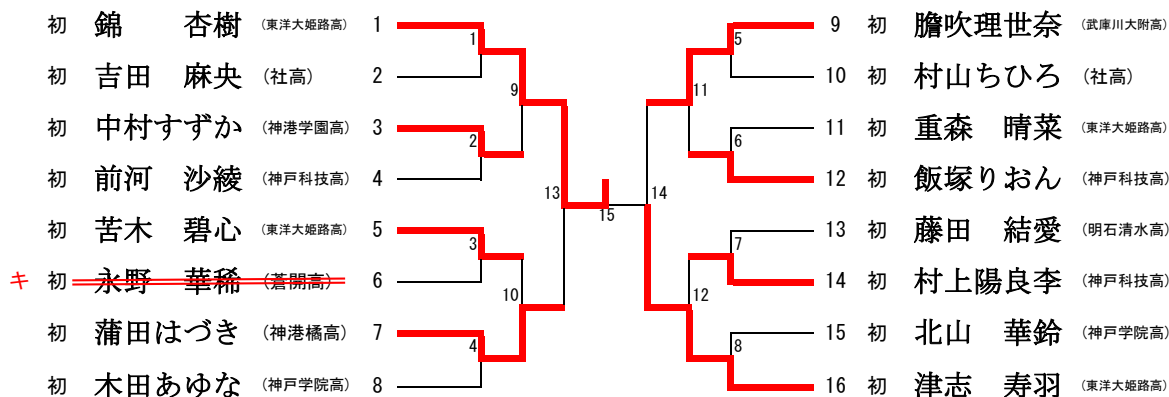 初 錦　杏樹 (東洋大姫路高) 1
初 吉田　麻央 (社高) 2
初 中村すずか (神港学園高) 3
初 前河　沙綾 (神戸科技高) 4
初 苦木　碧心 (東洋大姫路高) 5
キ 初 永野　華稀 (蒼開高) 6
初 蒲田はづき (神港橘高) 7
初 木田あゆな (神戸学院高) 8
1
2
3
4
9
10
13
15
14
11
12
5
6
7
8
9 初 膽吹理世奈 (武庫川大附高)
10 初 村山ちひろ (社高)
11 初 重森　晴菜 (東洋大姫路高)
12 初 飯塚りおん (神戸科技高)
13 初 藤田　結愛 (明石清水高)
14 初 村上陽良李 (神戸科技高)
15 初 北山　華鈴 (神戸学院高)
16 初 津志　寿羽 (東洋大姫路高)